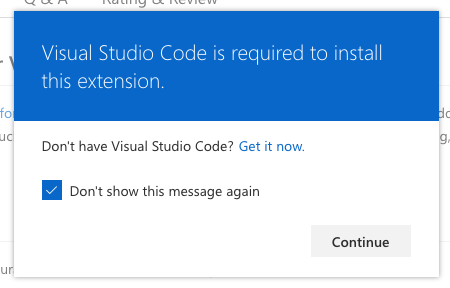 Q & A Rating & Review
Visual Studio Code is required to install
this extension.
Don't have Visual Studio Code? Get it now.
Don't show this message again
Continue